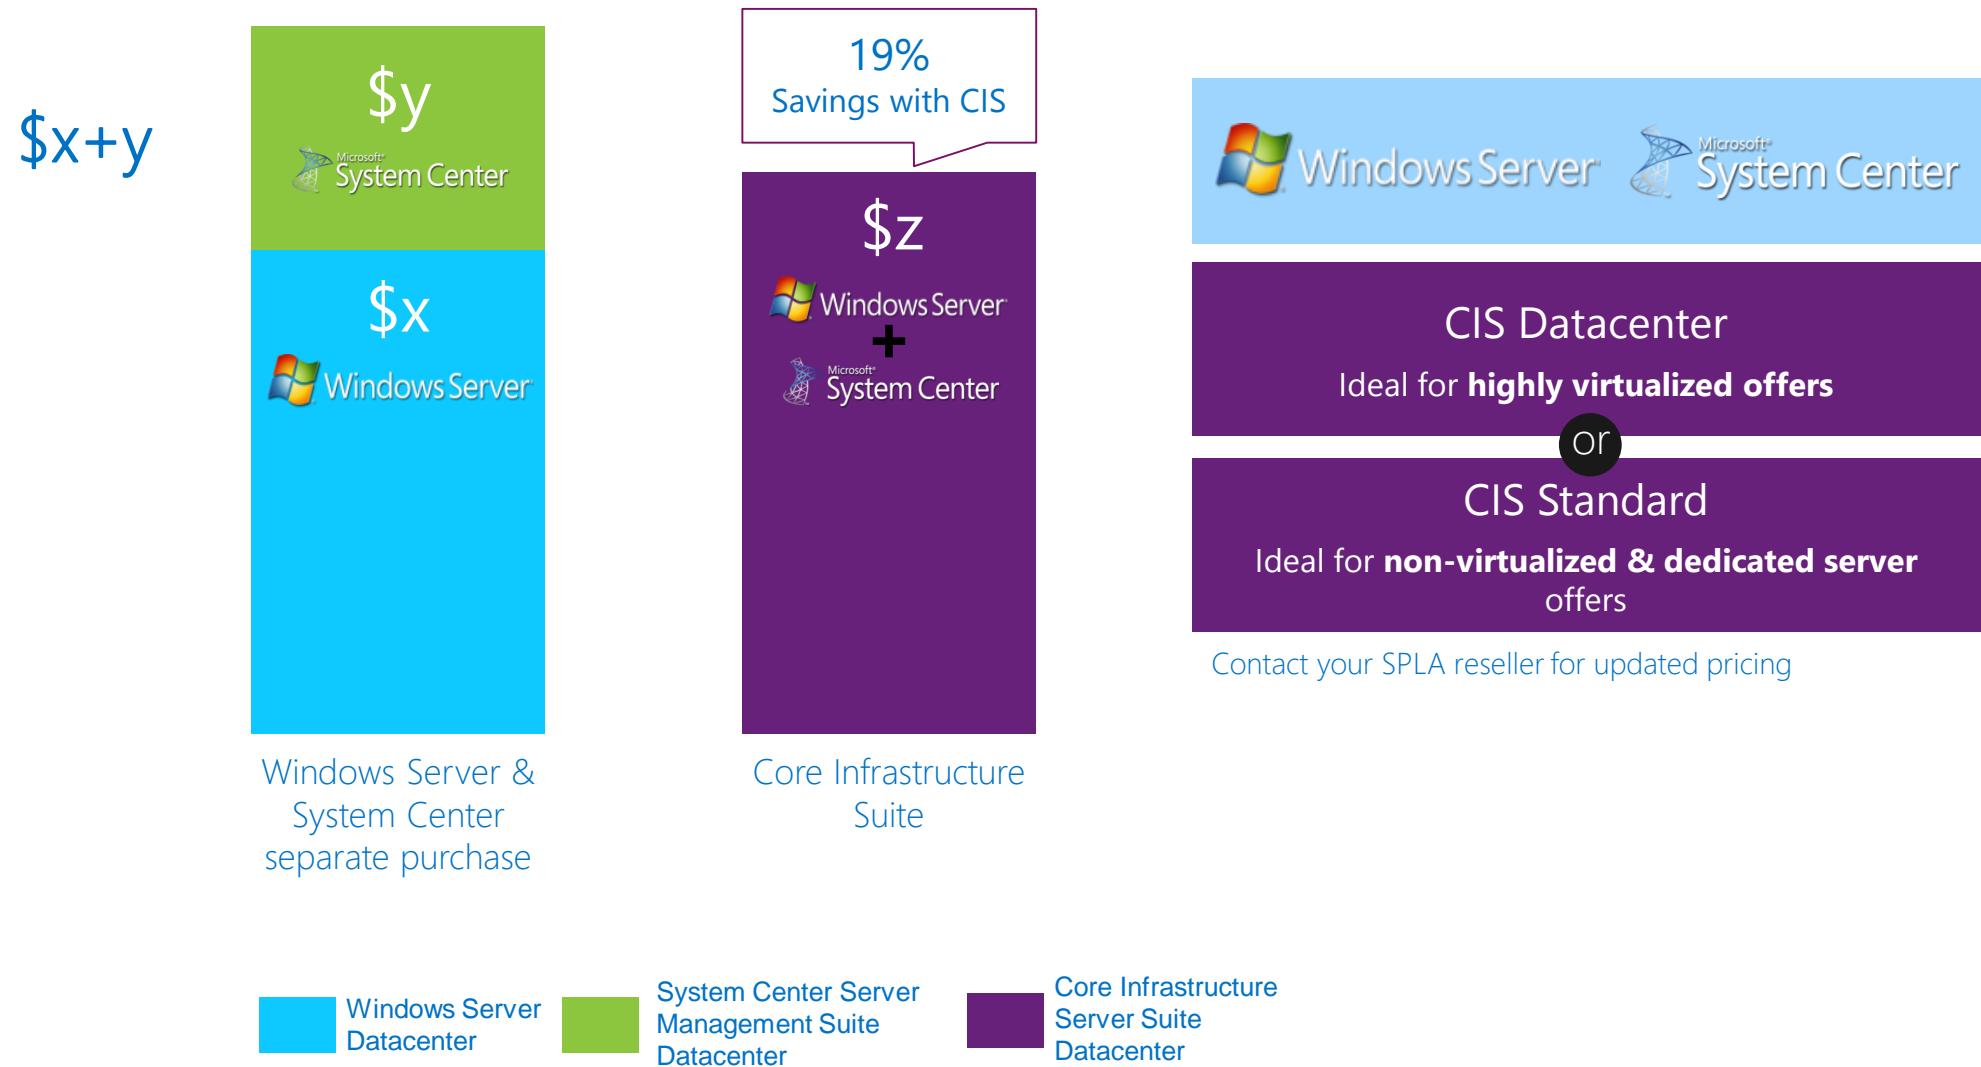 $x+y
$y
Microsoft®
System Center
$x
Windows Server
Windows Server &
System Center
separate purchase
19%
Savings with CIS
$z
Windows Server
+
Microsoft®
System Center
Core Infrastructure
Suite
Windows Server
Microsoft®
System Center
CIS Datacenter
Ideal for highly virtualized offers
or
CIS Standard
Ideal for non-virtualized & dedicated server
offers
Contact your SPLA reseller for updated pricing
Windows Server
Datacenter
System Center Server
Management Suite
Datacenter
Core Infrastructure
Server Suite
Datacenter